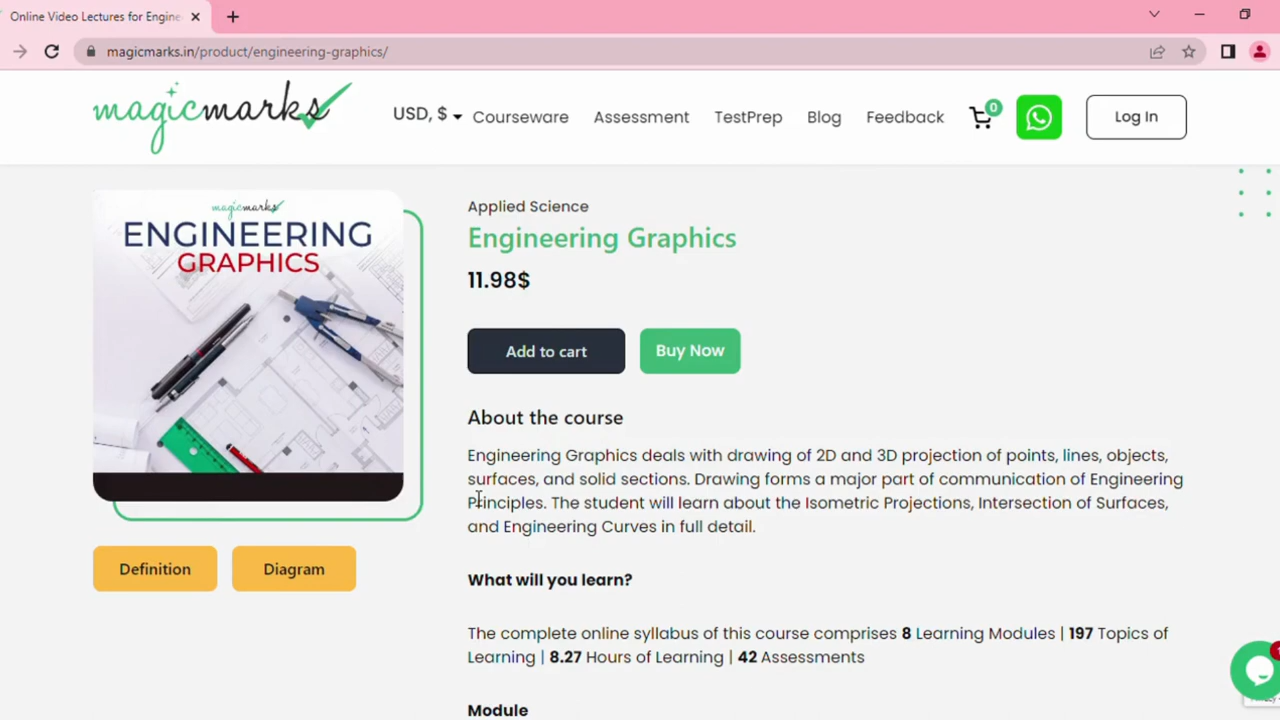 Online Video Lectures for Engine
magicmarks.in/product/engineering-graphics/
magicmarks
USD, $
Courseware
Assessment
TestPrep
Blog
Feedback
0
Log In
magicmarks
ENGINEERING
GRAPHICS
Applied Science
Engineering Graphics
11.98$
Add to cart
Buy Now
About the course
Engineering Graphics deals with drawing of 2D and 3D projection of points, lines, objects,
surfaces, and solid sections. Drawing forms a major part of communication of Engineering
Principles. The student will learn about the Isometric Projections, Intersection of Surfaces,
and Engineering Curves in full detail.
Definition
Diagram
What will you learn?
The complete online syllabus of this course comprises 8 Learning Modules | 197 Topics of
Learning | 8.27 Hours of Learning | 42 Assessments
Module